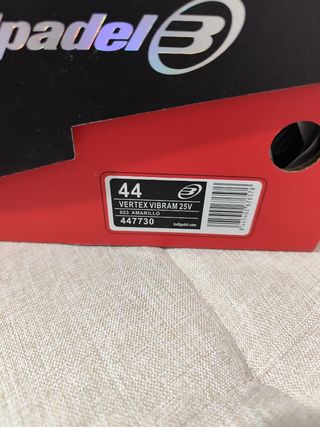 padel
44
VERTEX VIBRAM 25V
023 AMARILLO
447730
bullpadel.com